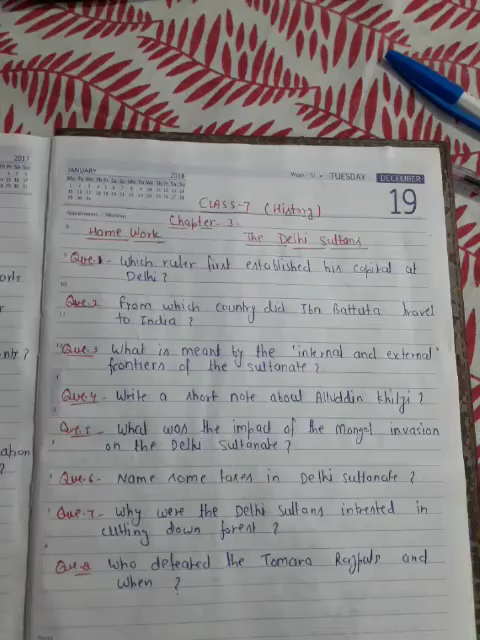 2017
JANUARY 2018
TUESDAY DECEMBER
19
CLASS-7 (History)
Appointments / Meetings
Chapter-3.
Home Work The Delhi Sultans
Que.1- Which ruler first established his capital at
Delhi ?
Que.2 From which country did Ibn Battuta travel
to India ?
Que.3 What is meant by the 'internal and external'
frontiers of the sultanate ?
Que.4- Write a short note about Alluddin Khilji ?
Que.5- What was the impact of the Mongol invasion
on the Delhi Sultanate ?
Que.6- Name some taxes in Delhi sultanate ?
Que.7- Why were the Delhi Sultans intrested in
cutting down forest ?
Que.8 Who defeated the Tomara Rajputs and
when ?